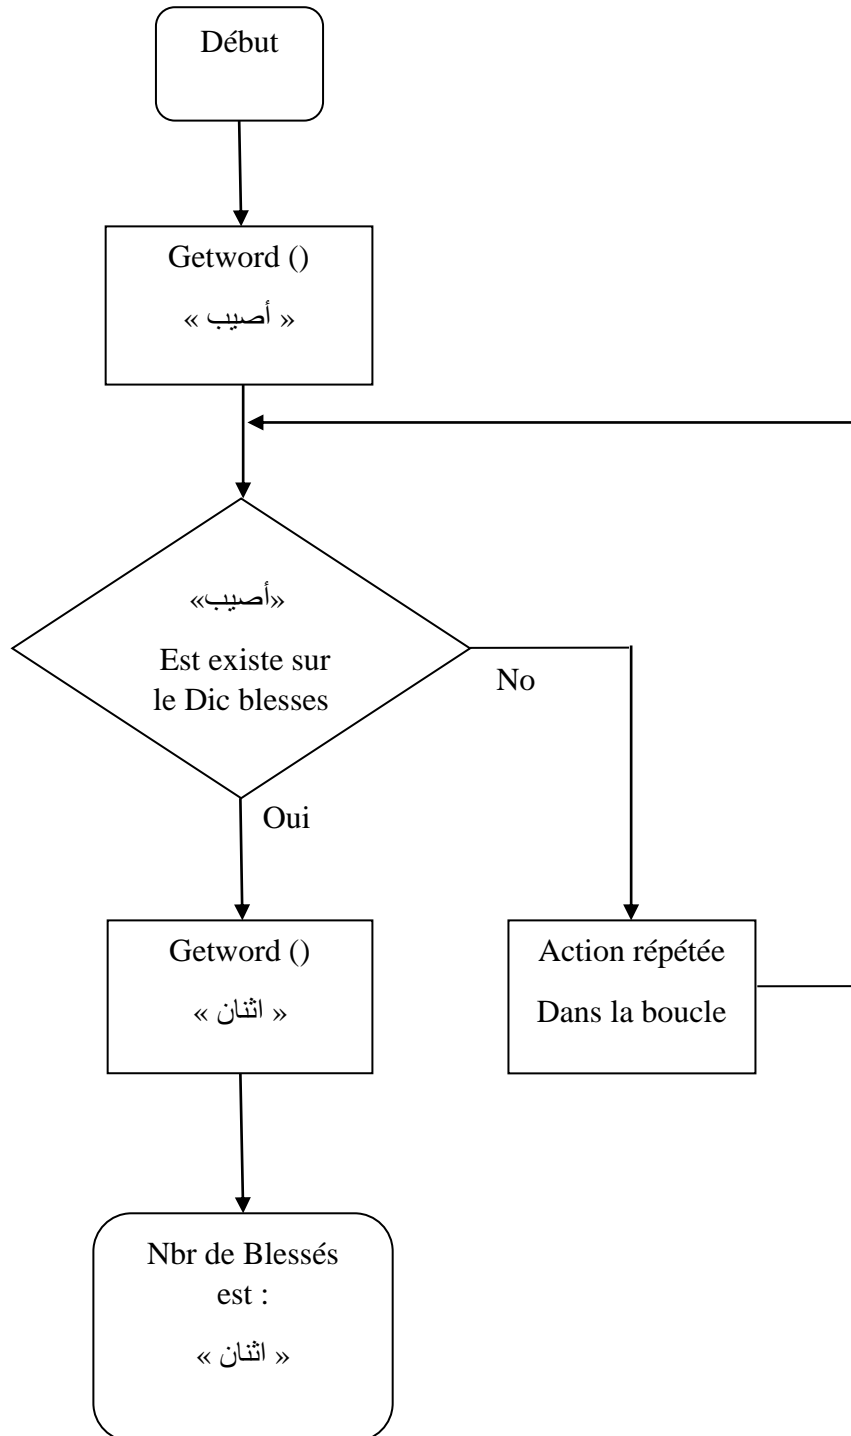 Début
Getword ()
« أصيب »
«أصيب»
Est existe sur
le Dic blesses
No
Oui
Getword ()
« اثنان »
Action répétée
Dans la boucle
Nbr de Blessés
est :
« اثنان »